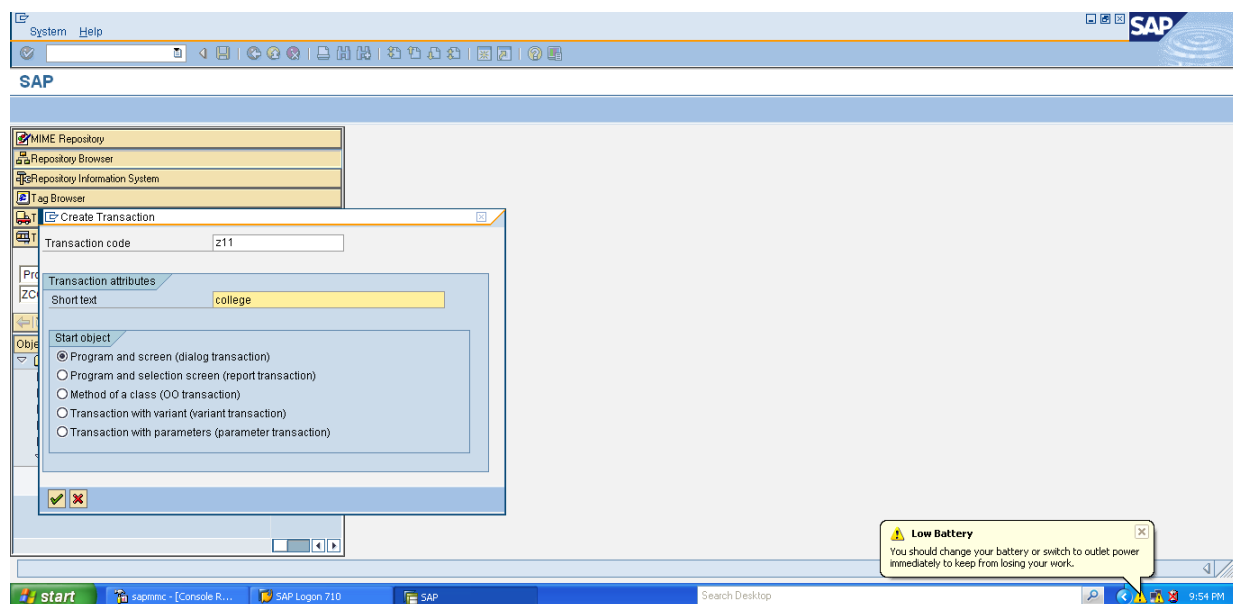 System Help
SAP
SAP
MIME Repository
Repository Browser
Repository Information System
Tag Browser
Create Transaction
Transaction code z11
Transaction attributes
Short text college
Start object
Program and screen (dialog transaction)
Program and selection screen (report transaction)
Method of a class (OO transaction)
Transaction with variant (variant transaction)
Transaction with parameters (parameter transaction)
T
T
Pro
ZC
Obje
Low Battery
You should change your battery or switch to outlet power
immediately to keep from losing your work.
start sapmmc - [Console R... SAP Logon 710 SAP Search Desktop 9:54 PM